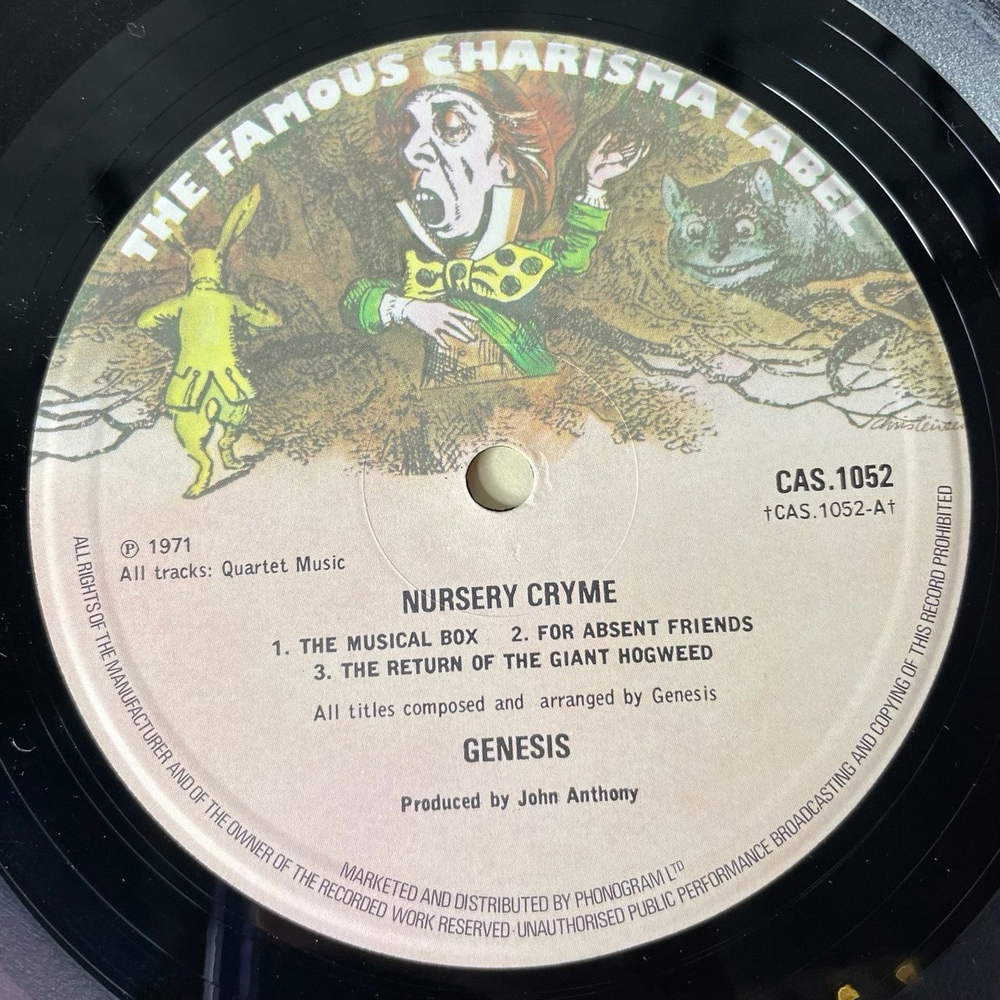 THE FAMOUS CHARISMA LABEL
CAS.1052
†CAS.1052-A†
℗ 1971
All tracks: Quartet Music
NURSERY CRYME
1. THE MUSICAL BOX 2. FOR ABSENT FRIENDS
3. THE RETURN OF THE GIANT HOGWEED
All titles composed and arranged by Genesis
GENESIS
Produced by John Anthony
MARKETED AND DISTRIBUTED BY PHONOGRAM LTD
ALL RIGHTS OF THE MANUFACTURER AND OF THE OWNER OF THE RECORDED WORK RESERVED·UNAUTHORISED PUBLIC PERFORMANCE BROADCASTING AND COPYING OF THIS RECORD PROHIBITED